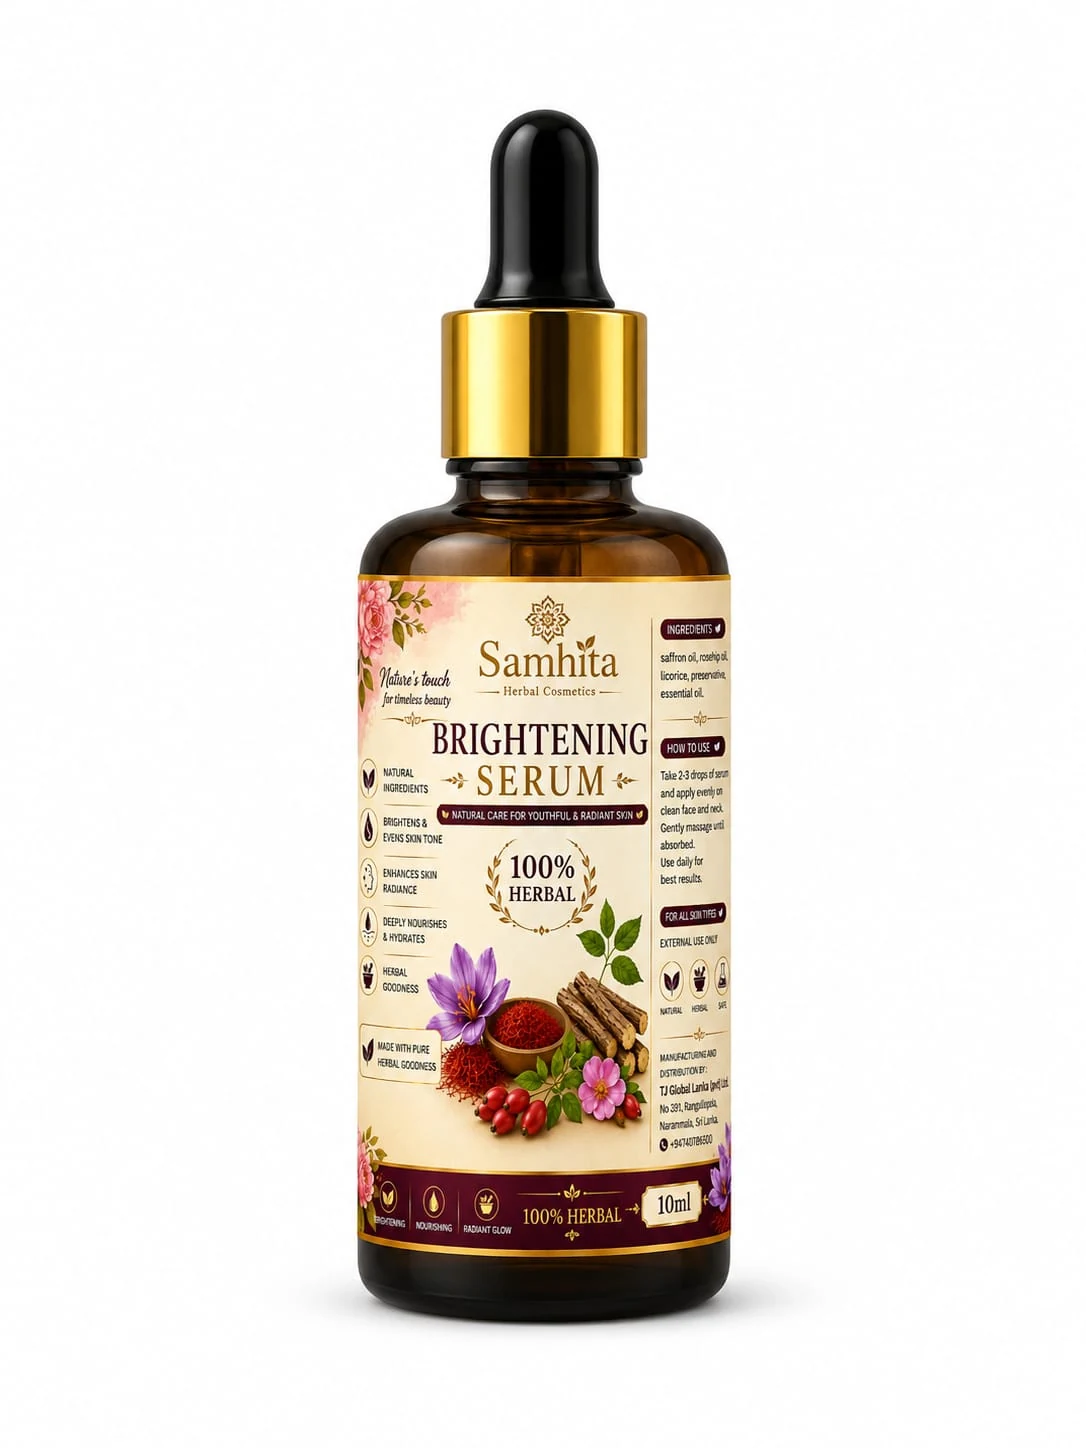 Nature's touch
for timeless beauty
NATURAL
INGREDIENTS
BRIGHTENS &
EVENS SKIN TONE
ENHANCES SKIN
RADIANCE
DEEPLY NOURISHES
& HYDRATES
HERBAL
GOODNESS
MADE WITH PURE
HERBAL GOODNESS
Samhita
Herbal Cosmetics
BRIGHTENING
SERUM
NATURAL CARE FOR YOUTHFUL & RADIANT SKIN
100%
HERBAL
INGREDIENTS
saffron oil, rosehip oil,
licorice, preservative,
essential oil.
HOW TO USE
Take 2-3 drops of serum
and apply evenly on
clean face and neck.
Gently massage until
absorbed.
Use daily for
best results.
FOR ALL SKIN TYPES
EXTERNAL USE ONLY
NATURAL
HERBAL
SAFE
MANUFACTURING AND
DISTRIBUTION BY:
TJ Global Lanka (pvt) Ltd.
No 391,
Narammala, Sri Lanka.
BRIGHTENING
NOURISHING
RADIANT GLOW
100% HERBAL
10ml